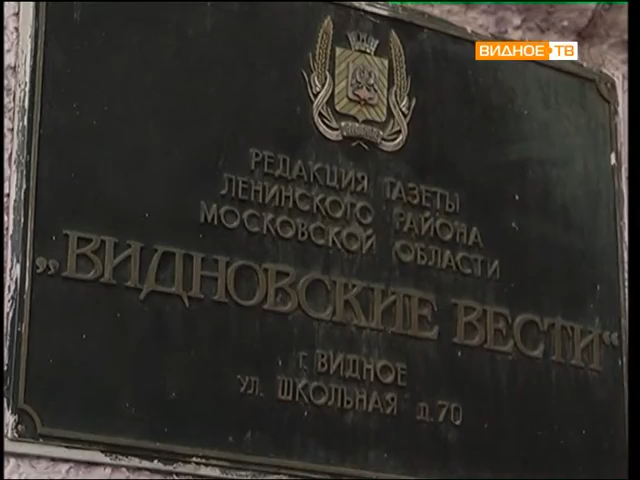 ВИДНОЕ ТВ
РЕДАКЦИЯ ГАЗЕТЫ
ЛЕНИНСКОГО РАЙОНА
МОСКОВСКОЙ ОБЛАСТИ
„ВИДНОВСКИЕ ВЕСТИ“
Г. ВИДНОЕ
УЛ. ШКОЛЬНАЯ Д.70